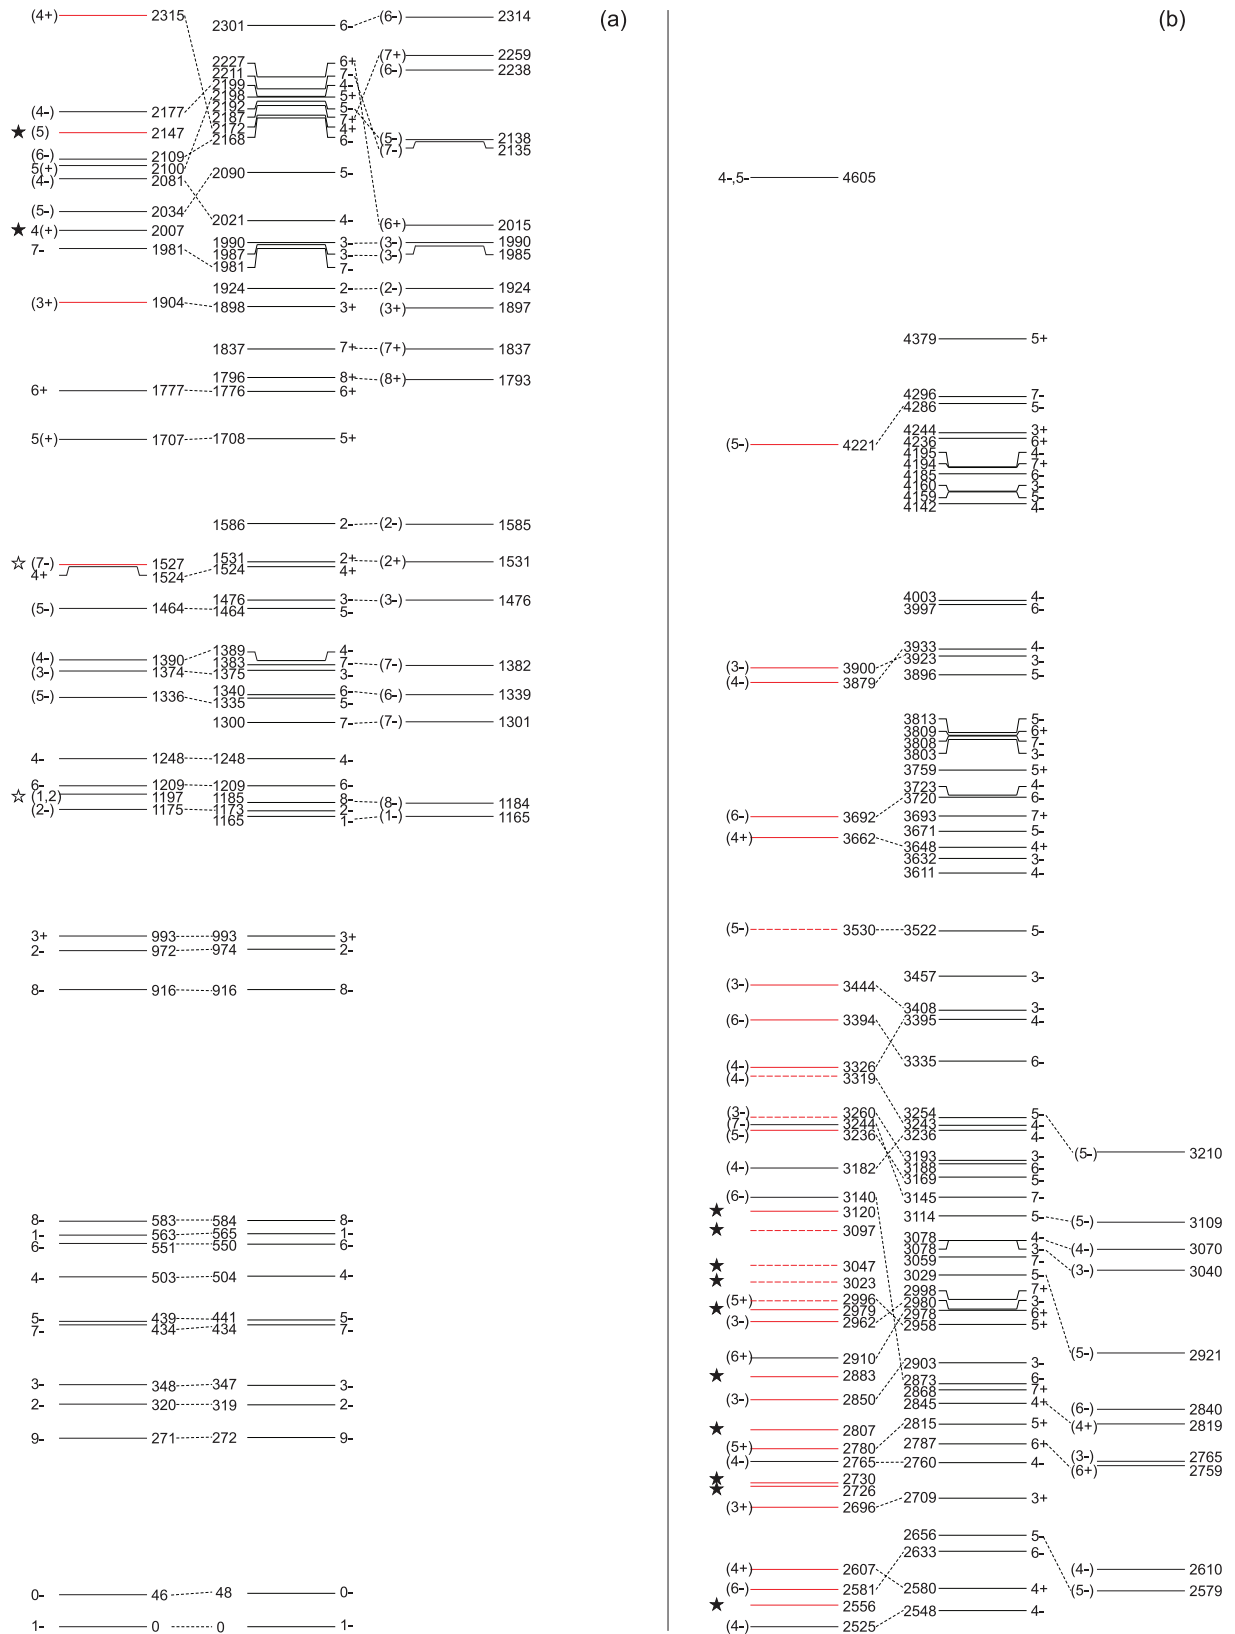 (a)
(4+) 2315
2301 6-
(6-) 2314
2227 6+
2211 7-
2199 4-
2198 5+
2192 5-
2187 7+
2172 4+
2168 6-
(7+) 2259
(6-) 2238
(4-) 2177
★ (5) 2147
(6-) 2109
5(+) 2100
(4-) 2081
(5-) 2138
(7-) 2135
2090 5-
(5-) 2034
★ 4(+) 2007
7- 1981
2021 4-
(6+) 2015
1990 3- (3-) 1990
1987 3- (3-) 1985
1981 7-
1924 2- (2-) 1924
(3+) 1904 1898 3+ (3+) 1897
1837 7+ (7+) 1837
1796 8+ (8+) 1793
6+ 1777 1776 6+
5(+) 1707 1708 5+
1586 2- (2-) 1585
☆ (7-) 1527
4+ 1524
1531 2+ (2+) 1531
1524 4+
1476 3- (3-) 1476
(5-) 1464 1464 5-
1389 4-
(4-) 1390 1383 7- (7-) 1382
(3-) 1374 1375 3-
1340 6- (6-) 1339
(5-) 1336 1335 5-
1300 7- (7-) 1301
4- 1248 1248 4-
6- 1209 1209 6-
☆ (1,2) 1197 1185 8- (8-) 1184
(2-) 1175 1173 2-
1165 1- (1-) 1165
3+ 993 993 3+
2- 972 974 2-
8- 916 916 8-
8- 583 584 8-
1- 563 565 1-
6- 551 550 6-
4- 503 504 4-
5- 439 441 5-
7- 434 434 7-
3- 348 347 3-
2- 320 319 2-
9- 271 272 9-
0- 46 48 0-
1- 0 0 1-
(b)
4-,5- 4605
4379 5+
4296 7-
4286 5-
4244 3+
(5-) 4221 4236 6+
4195 4-
4194 7+
4185 6-
4160 3-
4159 5-
4142 4-
4003 4-
3997 6-
3933 4-
(3-) 3900 3923 3-
(4-) 3879 3896 5-
3813 5-
3809 6+
3808 7-
3803 3-
3759 5+
3723 4-
3720 6-
(6-) 3692 3693 7+
(4+) 3662 3671 5-
3648 4+
3632 3-
3611 4-
(5-) 3530 3522 5-
3457 3-
(3-) 3444
3408 3-
(6-) 3394 3395 4-
(4-) 3326 3335 6-
(4-) 3319
(3-) 3260 3254 5-
(7-) 3244 3243 4-
(5-) 3236 3236 4-
3193 3- (5-) 3210
(4-) 3182 3188 6-
3169 5-
(6-) 3140 3145 7-
★ 3120 3114 5- (5-) 3109
★ 3097
3078 4- (4-) 3070
3078 3-
★ 3047 3059 7- (3-) 3040
★ 3023 3029 5-
(5+) 2996 2998 7+
★ 2979 2980 3-
(3-) 2962 2978 6+
2958 5+
(6+) 2910 2903 3- (5-) 2921
★ 2883 2873 6-
2868 7+
(3-) 2850 2845 4+ (6-) 2840
★ 2807 2815 5+ (4+) 2819
(5+) 2780 2787 6+
(4-) 2765 2760 4- (3-) 2765
(6+) 2759
★ 2730
★ 2726
(3+) 2696 2709 3+
2656 5-
2633 6-
(4+) 2607 (4-) 2610
(6-) 2581 2580 4+ (5-) 2579
★ 2556
(4-) 2525 2548 4-